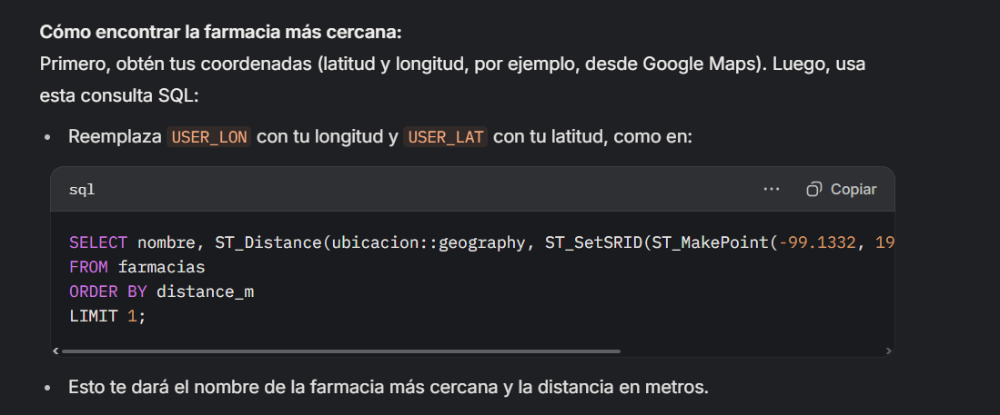 Cómo encontrar la farmacia más cercana:
Primero, obtén tus coordenadas (latitud y longitud, por ejemplo, desde Google Maps). Luego, usa
esta consulta SQL:
• Reemplaza USER_LON con tu longitud y USER_LAT con tu latitud, como en:
sql ··· Copiar
SELECT nombre, ST_Distance(ubicacion::geography, ST_SetSRID(ST_MakePoint(-99.1332, 19
FROM farmacias
ORDER BY distance_m
LIMIT 1;
• Esto te dará el nombre de la farmacia más cercana y la distancia en metros.